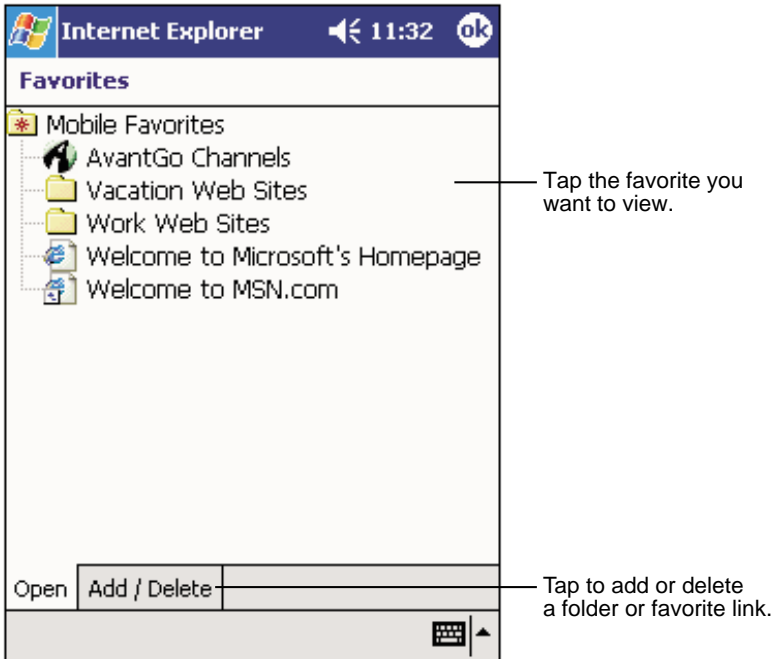 Internet Explorer 11:32 ok
Favorites
Mobile Favorites
AvantGo Channels
Vacation Web Sites
Work Web Sites
Welcome to Microsoft's Homepage
Welcome to MSN.com
Tap the favorite you
want to view.
Open Add / Delete
Tap to add or delete
a folder or favorite link.